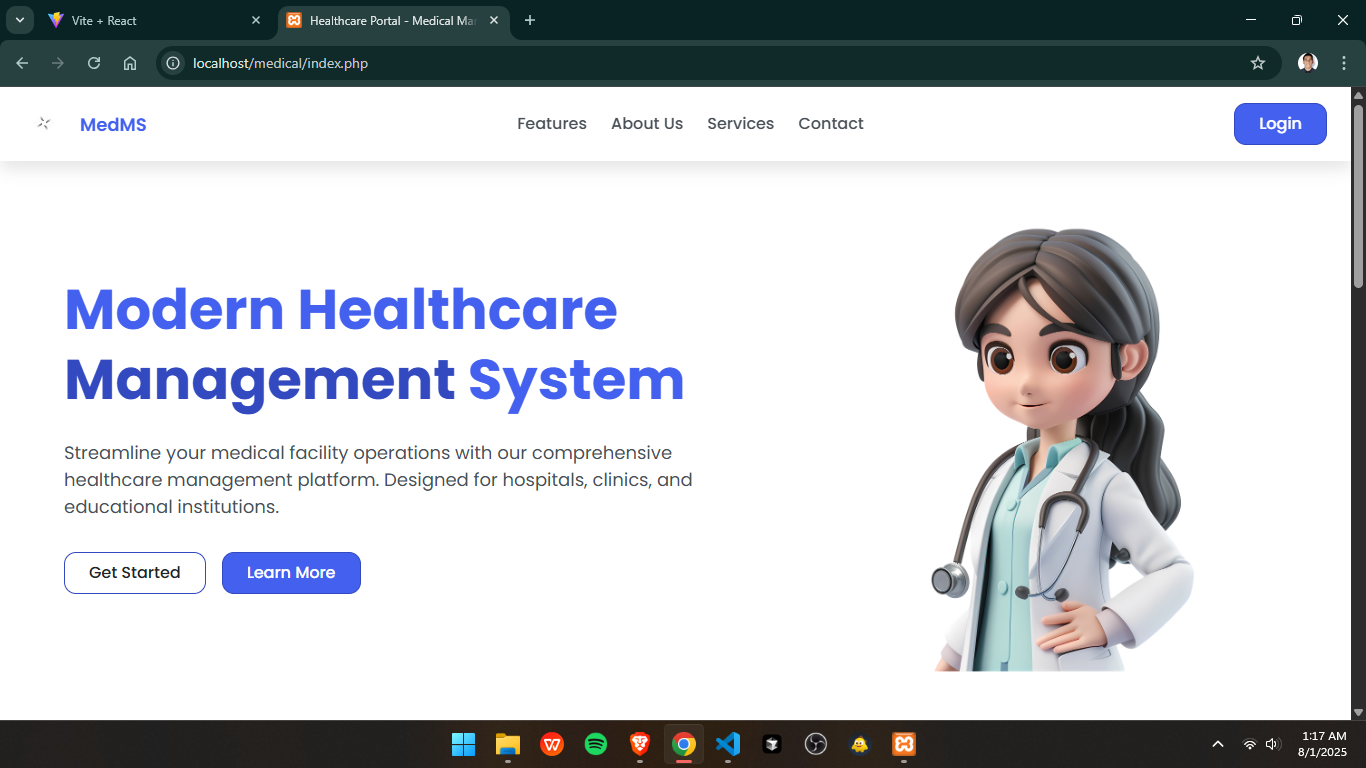 Vite + React
Healthcare Portal - Medical Ma
localhost/medical/index.php
MedMS
Features
About Us
Services
Contact
Login
Modern Healthcare
Management System
Streamline your medical facility operations with our comprehensive
healthcare management platform. Designed for hospitals, clinics, and
educational institutions.
Get Started
Learn More
1:17 AM
8/1/2025